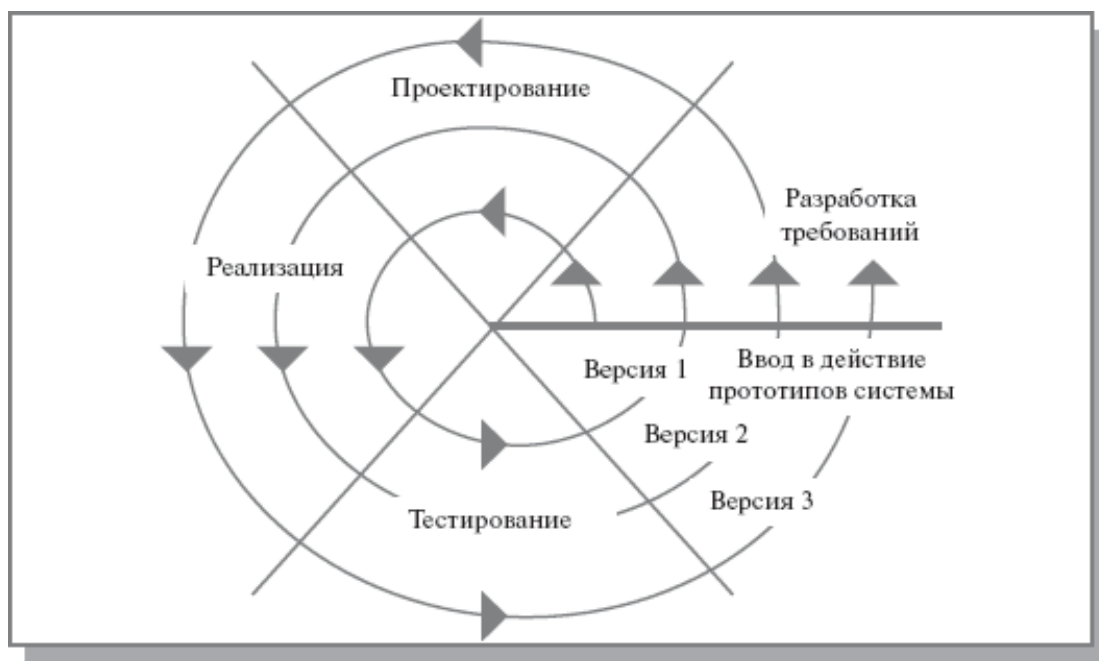 Проектирование
Разработка
требований
Реализация
Версия 1
Ввод в действие
прототипов системы
Версия 2
Версия 3
Тестирование